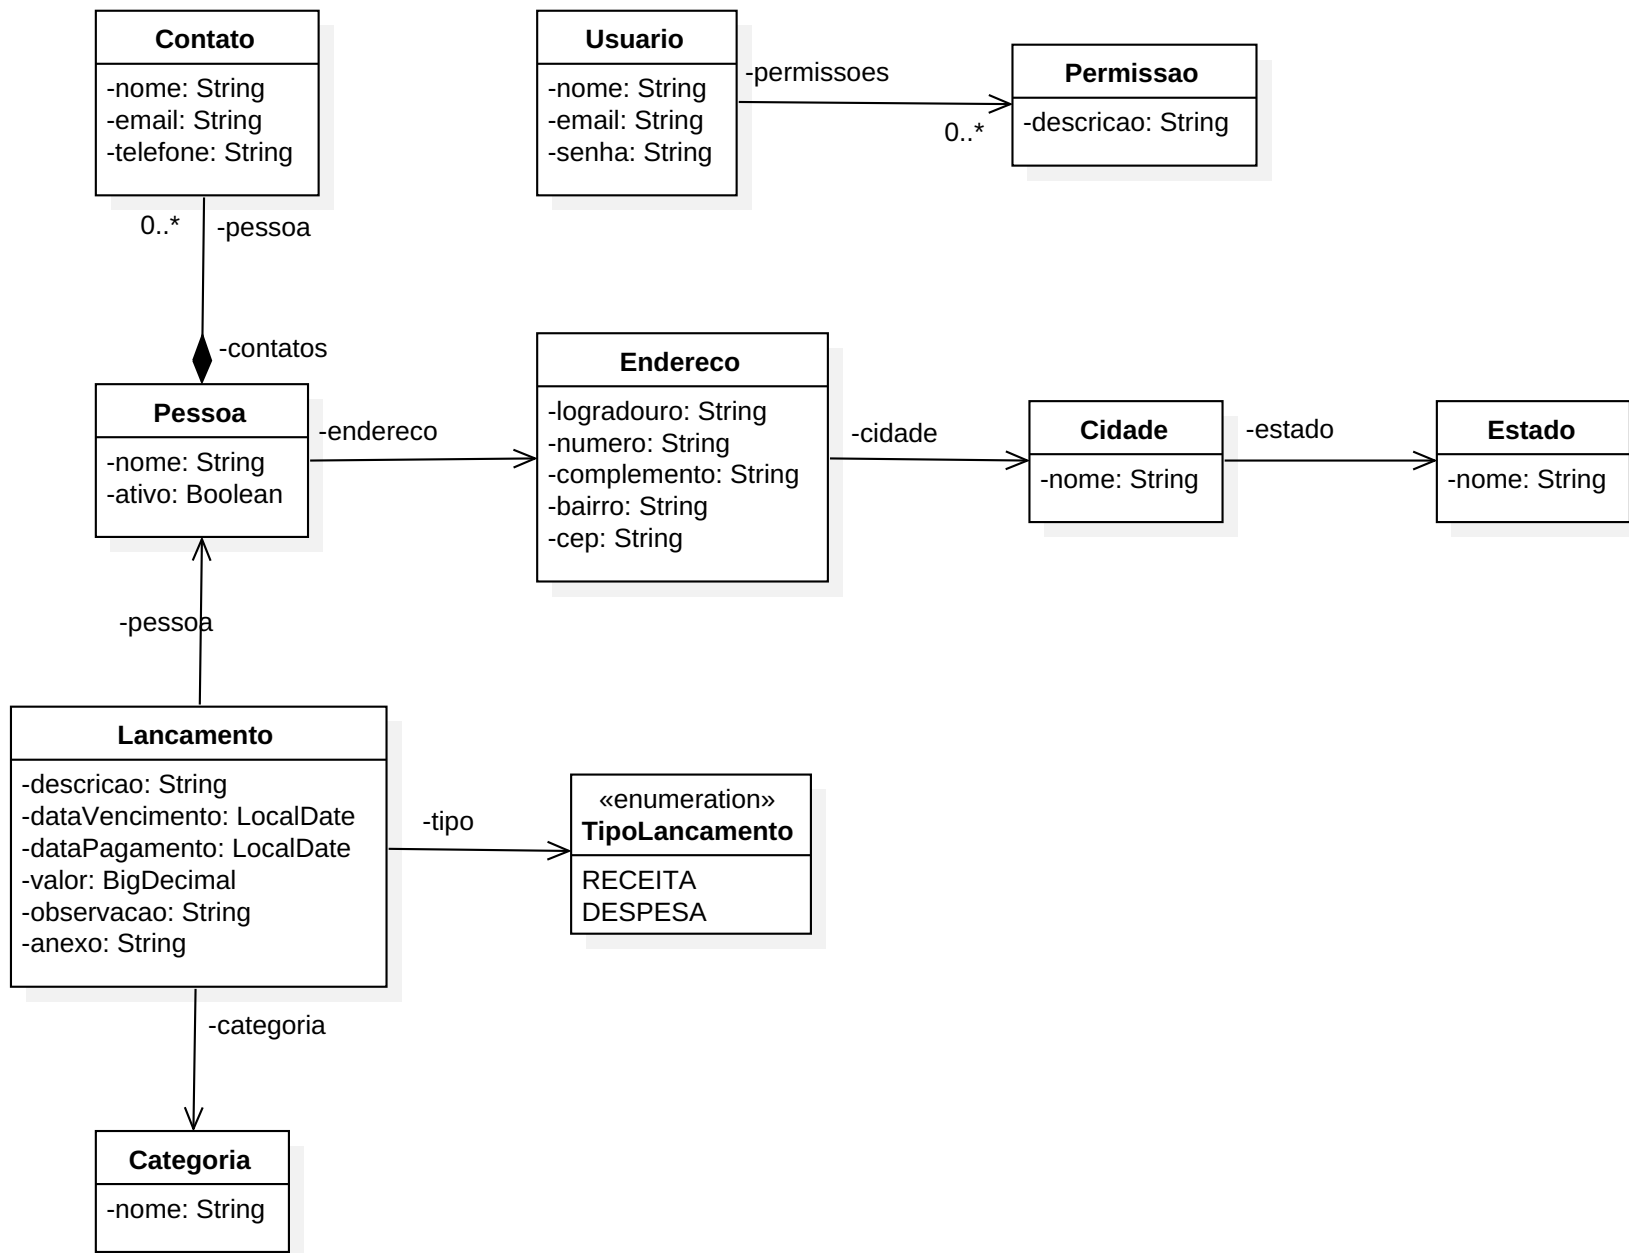 Contato
-nome: String
-email: String
-telefone: String
Usuario
-nome: String
-email: String
-senha: String
-permissoes
0..*
Permissao
-descricao: String
0..*
-pessoa
-contatos
Pessoa
-nome: String
-ativo: Boolean
-endereco
Endereco
-logradouro: String
-numero: String
-complemento: String
-bairro: String
-cep: String
-cidade
Cidade
-nome: String
-estado
Estado
-nome: String
-pessoa
Lancamento
-descricao: String
-dataVencimento: LocalDate
-dataPagamento: LocalDate
-valor: BigDecimal
-observacao: String
-anexo: String
-tipo
«enumeration»
TipoLancamento
RECEITA
DESPESA
-categoria
Categoria
-nome: String